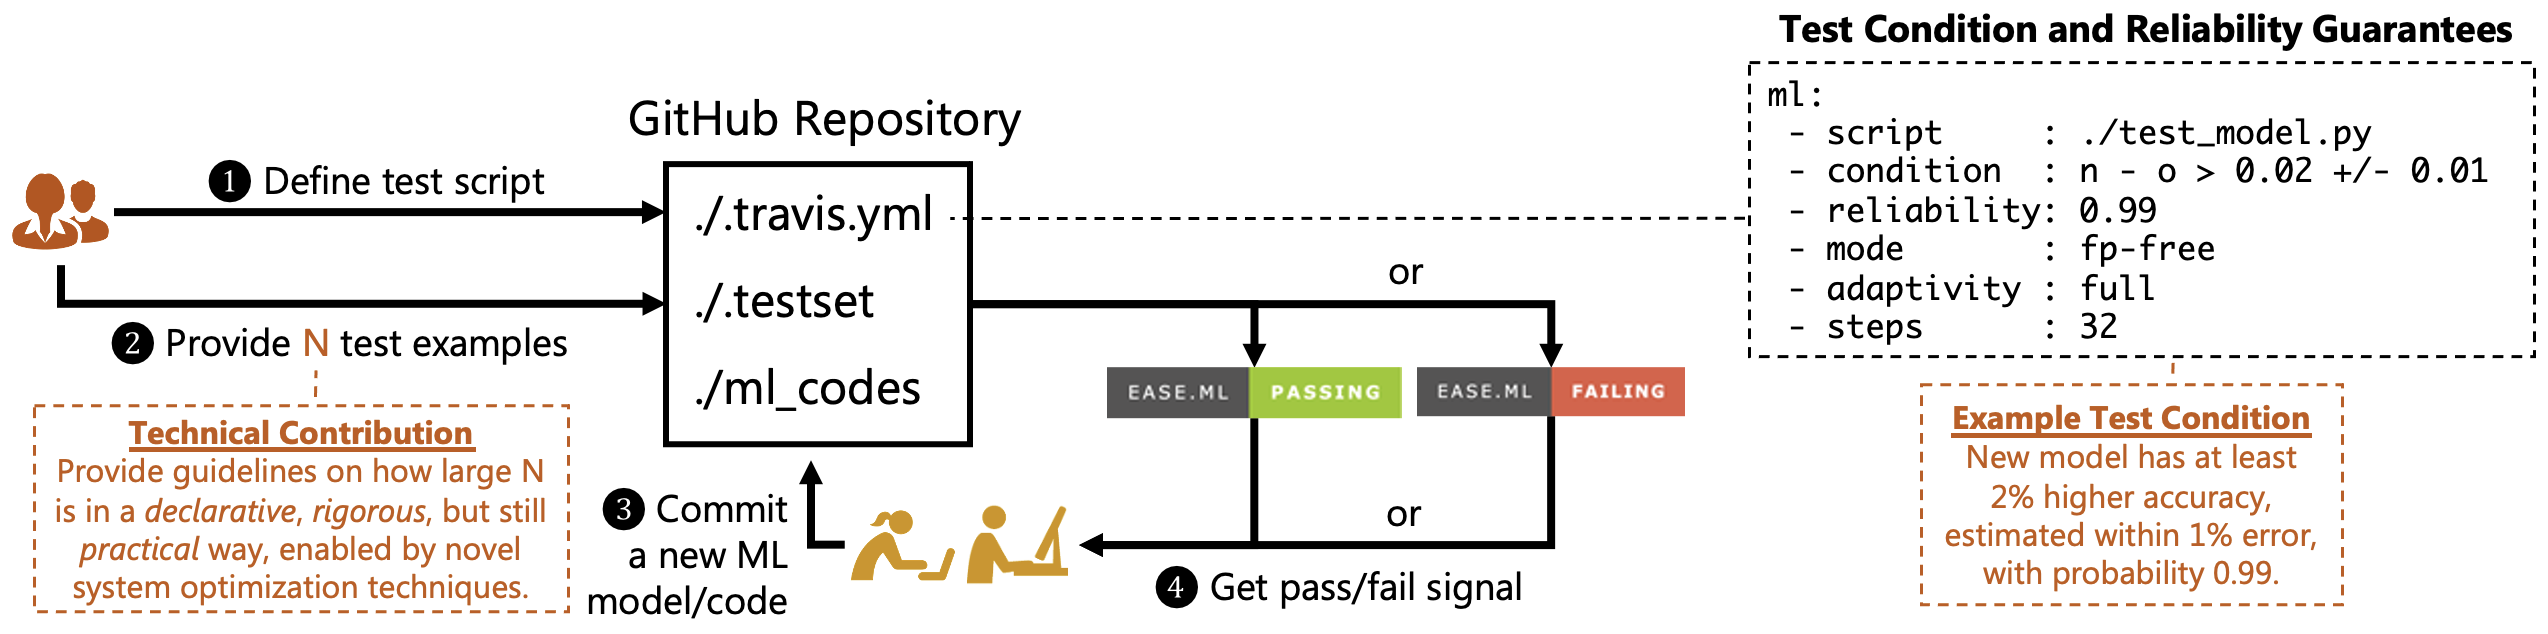 Test Condition and Reliability Guarantees
ml:
- script : ./test_model.py
- condition : n - o > 0.02 +/- 0.01
- reliability: 0.99
- mode : fp-free
- adaptivity : full
- steps : 32
GitHub Repository
1 Define test script
./.travis.yml
./.testset
./ml_codes
2 Provide N test examples
or
EASE.ML PASSING
EASE.ML FAILING
Technical Contribution
Provide guidelines on how large N
is in a declarative, rigorous, but still
practical way, enabled by novel
system optimization techniques.
3 Commit
a new ML
model/code
or
4 Get pass/fail signal
Example Test Condition
New model has at least
2% higher accuracy,
estimated within 1% error,
with probability 0.99.